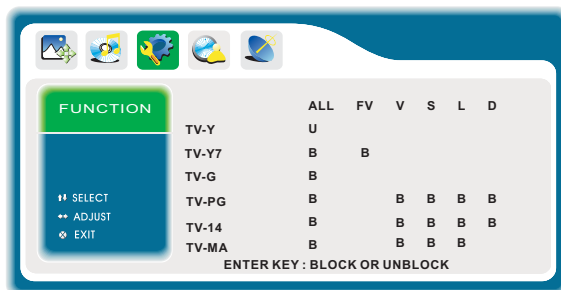 FUNCTION
ALL FV V S L D
TV-Y U
TV-Y7 B B
TV-G B
TV-PG B B B B B
TV-14 B B B B B
TV-MA B B B B
SELECT
ADJUST
EXIT
ENTER KEY : BLOCK OR UNBLOCK